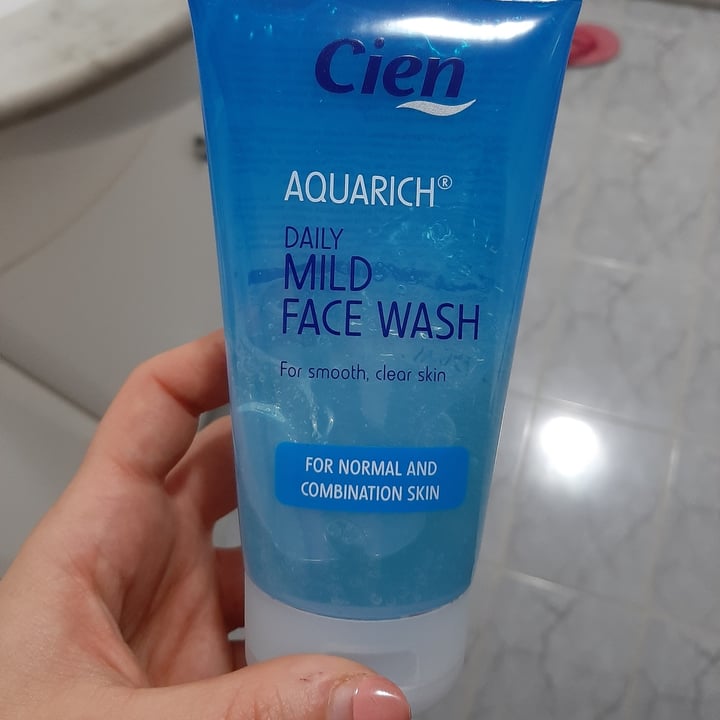 Cien
AQUARICH®
DAILY
MILD
FACE WASH
For smooth, clear skin
FOR NORMAL AND
COMBINATION SKIN